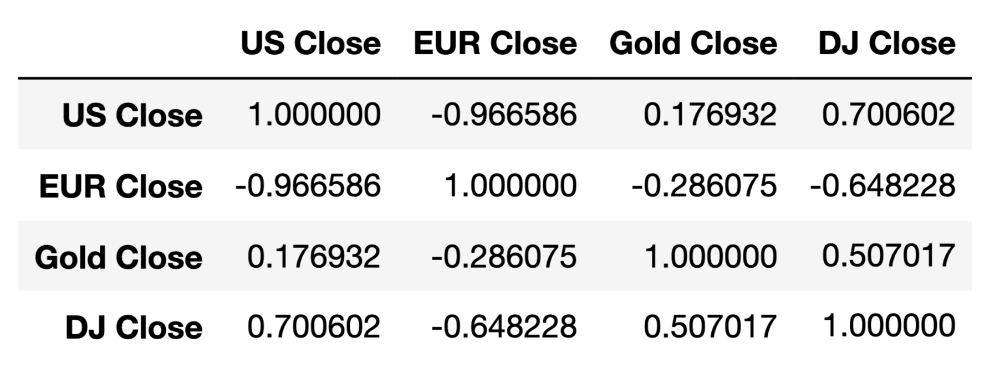 US Close EUR Close Gold Close DJ Close
US Close 1.000000 -0.966586 0.176932 0.700602
EUR Close -0.966586 1.000000 -0.286075 -0.648228
Gold Close 0.176932 -0.286075 1.000000 0.507017
DJ Close 0.700602 -0.648228 0.507017 1.000000